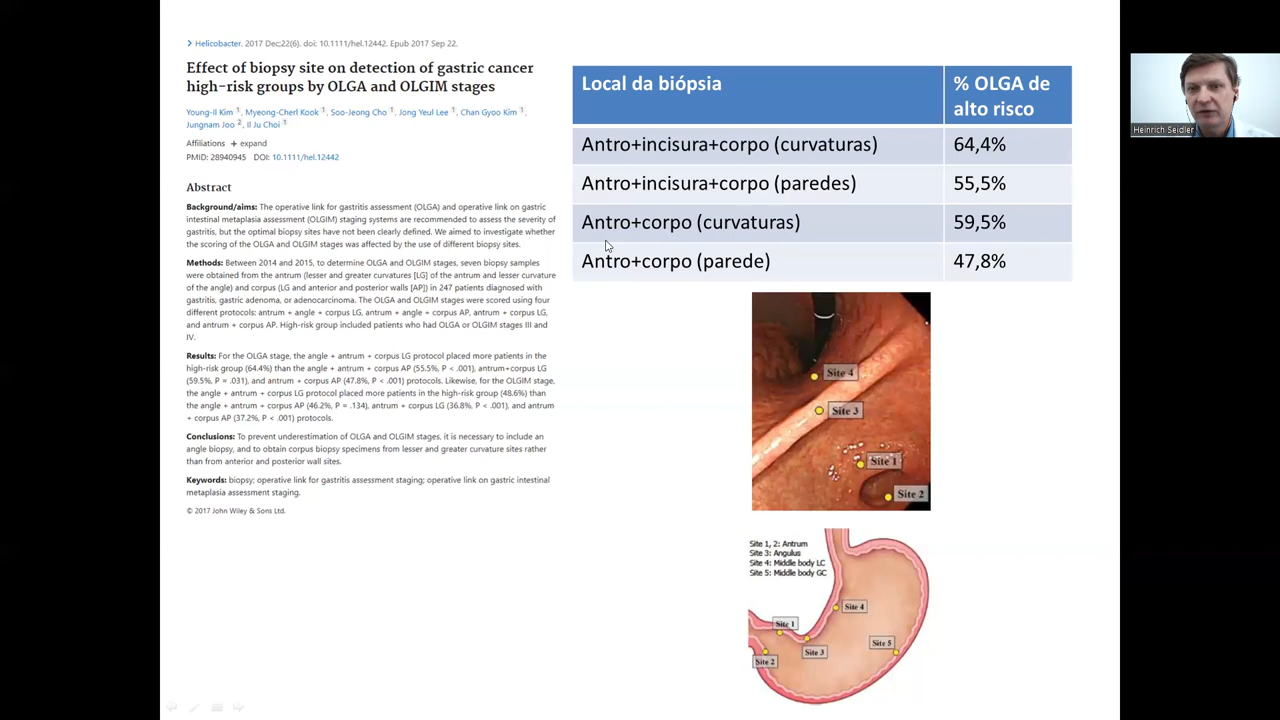 Helicobacter. 2017 Dec;22(6). doi: 10.1111/hel.12442. Epub 2017 Sep 22.
Effect of biopsy site on detection of gastric cancer
high-risk groups by OLGA and OLGIM stages
Young-Il Kim 1, Myeong-Cherl Kook 1, Soo-Jeong Cho 1, Jong Yeul Lee 1, Chan Gyoo Kim 1,
Jungnam Joo 2, Il Ju Choi 1
Affiliations + expand
PMID: 28940945 DOI: 10.1111/hel.12442
Abstract
Background/aims: The operative link for gastritis assessment (OLGA) and operative link on gastric
intestinal metaplasia assessment (OLGIM) staging systems are recommended to assess the severity of
gastritis, but the optimal biopsy sites have not been clearly defined. We aimed to investigate whether
the scoring of the OLGA and OLGIM stages was affected by the use of different biopsy sites.
Methods: Between 2014 and 2015, to determine OLGA and OLGIM stages, seven biopsy samples
were obtained from the antrum (lesser and greater curvatures [LG] of the antrum and lesser curvature
of the angle) and corpus (LG and anterior and posterior walls [AP]) in 247 patients diagnosed with
gastritis, gastric adenoma, or adenocarcinoma. The OLGA and OLGIM stages were scored using four
different protocols: antrum + angle + corpus LG, antrum + angle + corpus AP, antrum + corpus LG,
and antrum + corpus AP. High-risk group included patients who had OLGA or OLGIM stages III and
IV.
Results: For the OLGA stage, the angle + antrum + corpus LG protocol placed more patients in the
high-risk group (64.4%) than the angle + antrum + corpus AP (55.5%, P < .001), antrum+corpus LG
(59.5%, P = .031), and antrum + corpus AP (47.8%, P < .001) protocols. Likewise, for the OLGIM stage,
the angle + antrum + corpus LG protocol placed more patients in the high-risk group (48.6%) than
the angle + antrum + corpus AP (46.2%, P = .134), antrum + corpus LG (36.8%, P < .001), and antrum
+ corpus AP (37.2%, P < .001) protocols.
Conclusions: To prevent underestimation of OLGA and OLGIM stages, it is necessary to include an
angle biopsy, and to obtain corpus biopsy specimens from lesser and greater curvature sites rather
than from anterior and posterior wall sites.
Keywords: biopsy; operative link for gastritis assessment staging; operative link on gastric intestinal
metaplasia assessment staging.
© 2017 John Wiley & Sons Ltd.
Local da biópsia
% OLGA de
alto risco
Antro+incisura+corpo (curvaturas) 64,4%
Antro+incisura+corpo (paredes) 55,5%
Antro+corpo (curvaturas) 59,5%
Antro+corpo (parede) 47,8%
Site 4
Site 3
Site 1
Site 2
Site 1, 2: Antrum
Site 3: Angulus
Site 4: Middle body LC
Site 5: Middle body GC
Site 4
Site 1
Site 5
Site 3
Site 2
Heinrich Seidler